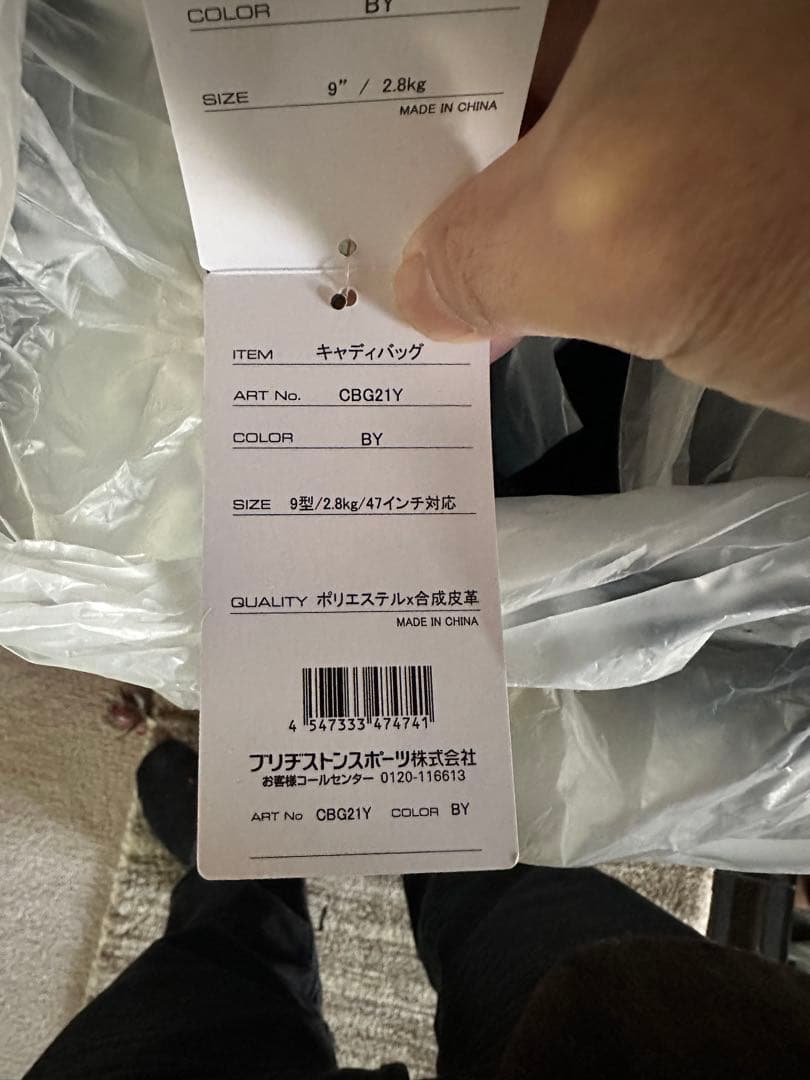 COLOR BY
SIZE 9” / 2.8kg
MADE IN CHINA
ITEM キャディバッグ
ART No. CBG21Y
COLOR BY
SIZE 9型/2.8kg/47インチ対応
QUALITY ポリエステルx合成皮革
MADE IN CHINA
4 547333 474741
ブリヂストンスポーツ株式会社
お客様コールセンター 0120-116613
ART No CBG21Y COLOR BY